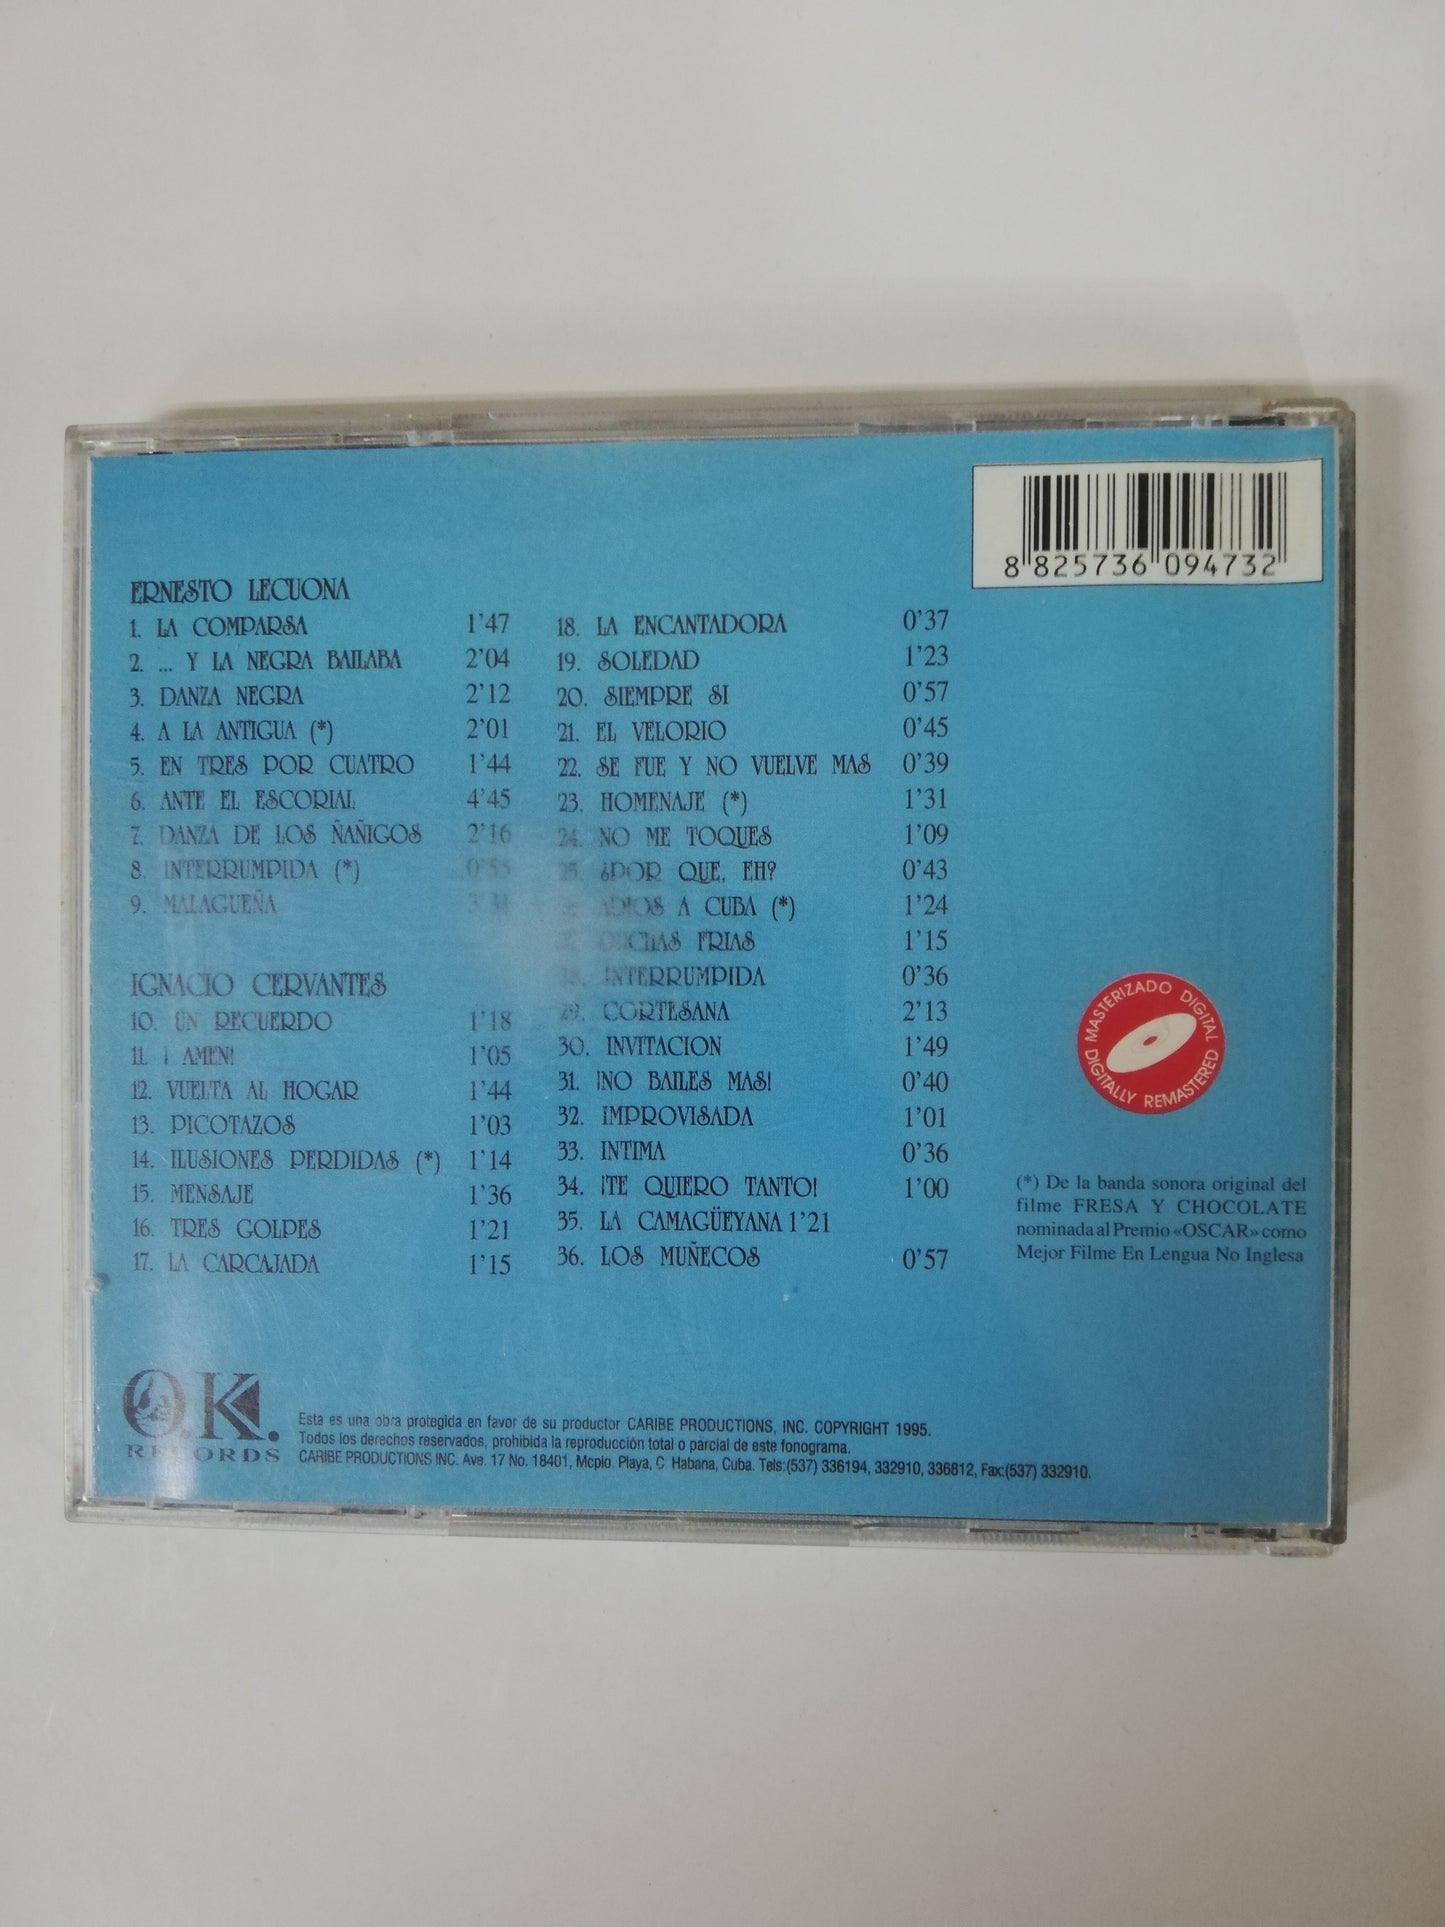 8 825736 094732
ERNESTO LECUONA
1. LA COMPARSA 1'47
2. ... Y LA NEGRA BAILABA 2'04
3. DANZA NEGRA 2'12
4. A LA ANTIGUA (*) 2'01
5. EN TRES POR CUATRO 1'44
6. ANTE EL ESCORIAL 4'45
7. DANZA DE LOS ÑAÑIGOS 2'16
8. INTERRUMPIDA (*) 0'55
9. MALAGUEÑA 3'31
IGNACIO CERVANTES
10. UN RECUERDO 1'18
11. ¡ AMEN! 1'05
12. VUELTA AL HOGAR 1'44
13. PICOTAZOS 1'03
14. ILUSIONES PERDIDAS (*) 1'14
15. MENSAJE 1'36
16. TRES GOLPES 1'21
17. LA CARCAJADA 1'15
18. LA ENCANTADORA 0'37
19. SOLEDAD 1'23
20. SIEMPRE SI 0'57
21. EL VELORIO 0'45
22. SE FUE Y NO VUELVE MAS 0'39
23. HOMENAJE (*) 1'31
24. NO ME TOQUES 1'09
25. ¿POR QUE, EH? 0'43
ADIOS A CUBA (*) 1'24
FRIAS 1'15
INTERRUMPIDA 0'36
29. CORTESANA 2'13
30. INVITACION 1'49
31. ¡NO BAILES MAS! 0'40
32. IMPROVISADA 1'01
33. INTIMA 0'36
34. ¡TE QUIERO TANTO! 1'00
35. LA CAMAGÜEYANA 1'21
36. LOS MUÑECOS 0'57
MASTERIZADO DIGITAL
DIGITALLY REMASTERED
(*) De la banda sonora original del
filme FRESA Y CHOCOLATE
nominada al Premio «OSCAR» como
Mejor Filme En Lengua No Inglesa
O.K.
RECORDS
Esta es una obra protegida en favor de su productor CARIBE PRODUCTIONS, INC. COPYRIGHT 1995.
Todos los derechos reservados, prohibida la reproducción total o parcial de este fonograma.
CARIBE PRODUCTIONS INC. Ave. 17 No. 18401, Mcpio. Playa, C. Habana, Cuba. Tels:(537) 336194, 332910, 336812, Fax:(537) 332910.